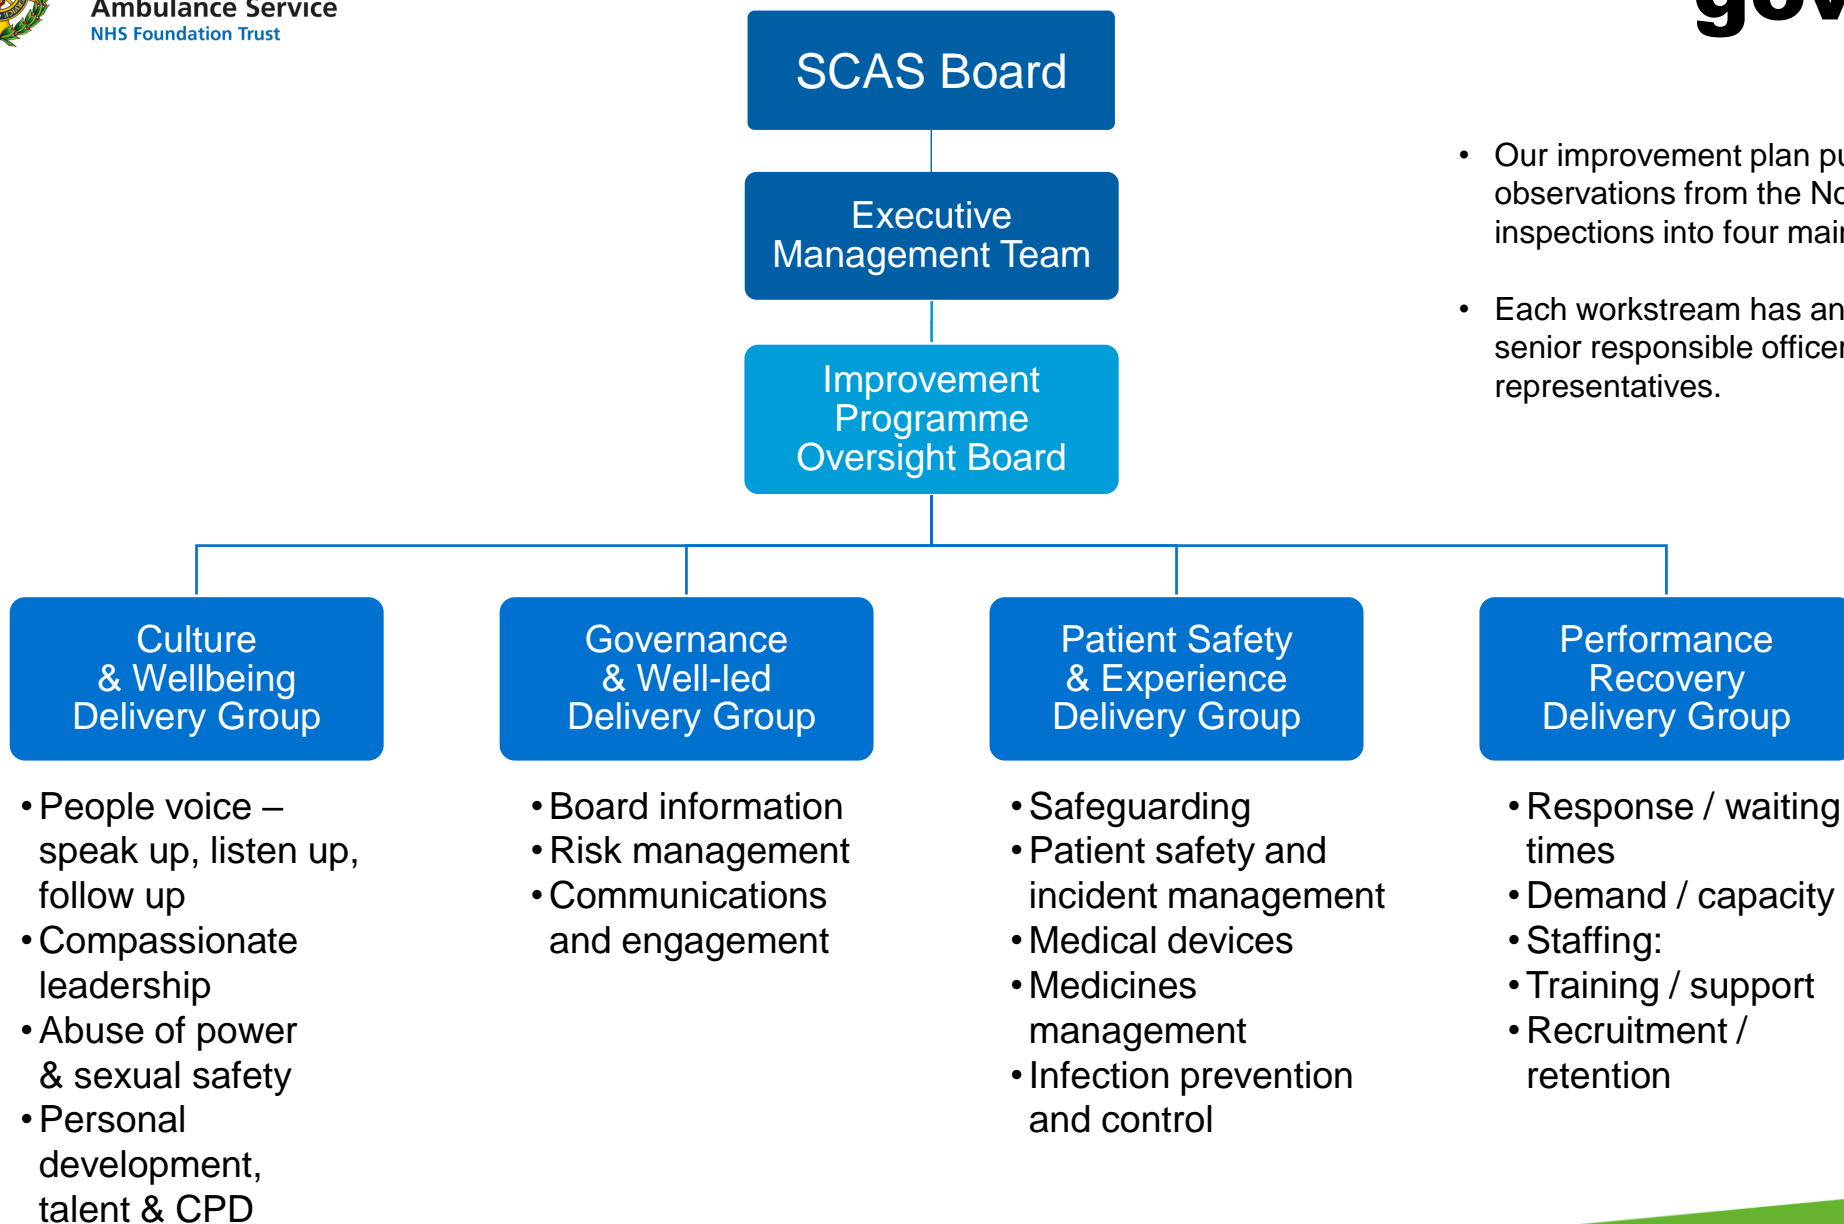 Ambulance Service
NHS Foundation Trust
gov
SCAS Board
Executive
Management Team
Improvement
Programme
Oversight Board
• Our improvement plan pu
observations from the No
inspections into four mai
• Each workstream has an
senior responsible officer
representatives.
Culture
& Wellbeing
Delivery Group
• People voice –
speak up, listen up,
follow up
• Compassionate
leadership
• Abuse of power
& sexual safety
• Personal
development,
talent & CPD
Governance
& Well-led
Delivery Group
• Board information
• Risk management
• Communications
and engagement
Patient Safety
& Experience
Delivery Group
• Safeguarding
• Patient safety and
incident management
• Medical devices
• Medicines
management
• Infection prevention
and control
Performance
Recovery
Delivery Group
• Response / waiting
times
• Demand / capacity
• Staffing:
• Training / support
• Recruitment /
retention